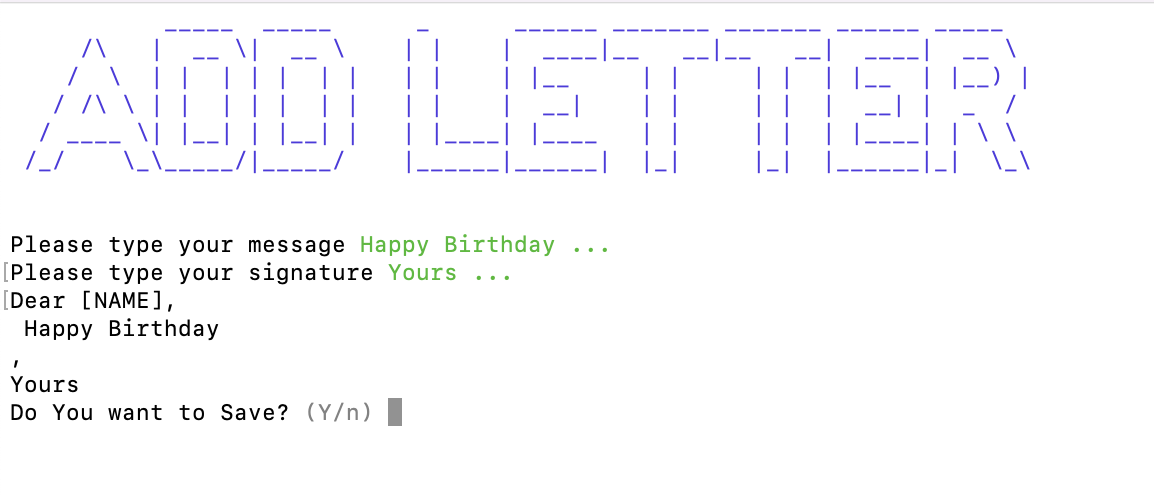 ADD LETTER
Please type your message Happy Birthday ...
Please type your signature Yours ...
Dear [NAME],
Happy Birthday
,
Yours
Do You want to Save? (Y/n)